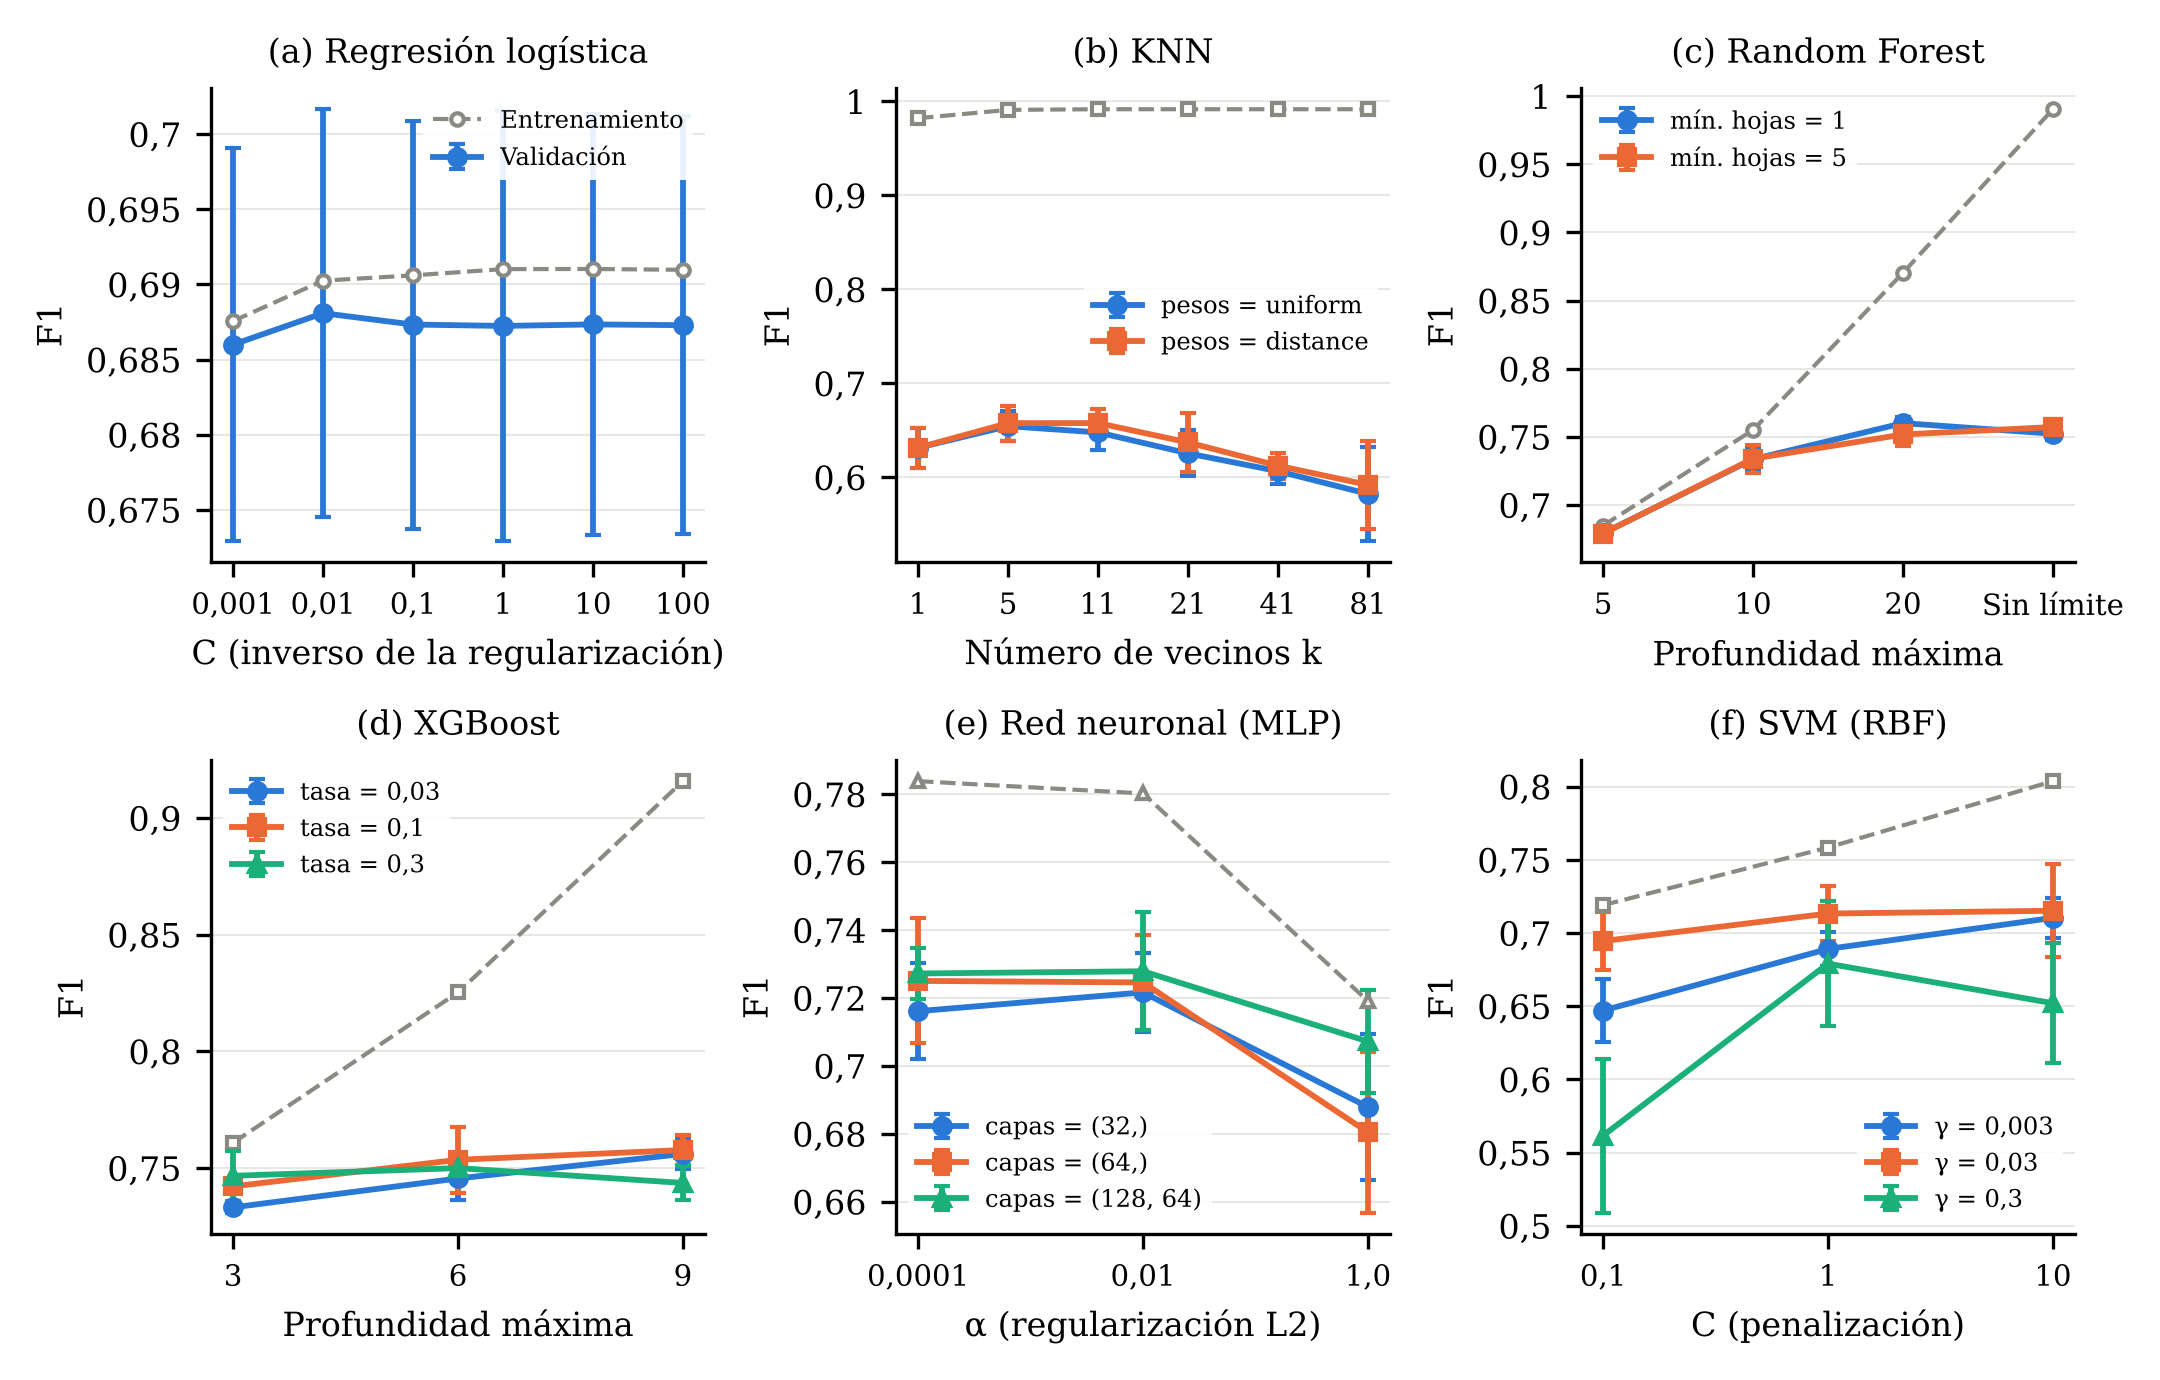 (a) Regresión logística
F1
0,7
0,695
0,69
0,685
0,68
0,675
Entrenamiento
Validación
0,001 0,01 0,1 1 10 100
C (inverso de la regularización)
(b) KNN
F1
1
0,9
0,8
0,7
0,6
pesos = uniform
pesos = distance
1 5 11 21 41 81
Número de vecinos k
(c) Random Forest
F1
1
0,95
0,9
0,85
0,8
0,75
0,7
mín. hojas = 1
mín. hojas = 5
5 10 20 Sin límite
Profundidad máxima
(d) XGBoost
F1
0,9
0,85
0,8
0,75
tasa = 0,03
tasa = 0,1
tasa = 0,3
3 6 9
Profundidad máxima
(e) Red neuronal (MLP)
F1
0,78
0,76
0,74
0,72
0,7
0,68
0,66
capas = (32,)
capas = (64,)
capas = (128, 64)
0,0001 0,01 1,0
α (regularización L2)
(f) SVM (RBF)
F1
0,8
0,75
0,7
0,65
0,6
0,55
0,5
γ = 0,003
γ = 0,03
γ = 0,3
0,1 1 10
C (penalización)